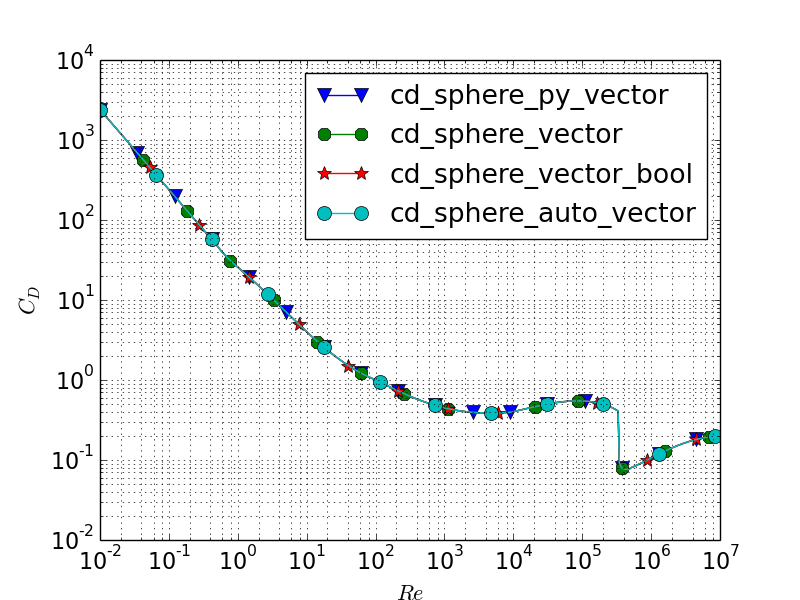 10^4
10^3
10^2
10^1
10^0
10^-1
10^-2
C_D
cd_sphere_py_vector
cd_sphere_vector
cd_sphere_vector_bool
cd_sphere_auto_vector
10^-2 10^-1 10^0 10^1 10^2 10^3 10^4 10^5 10^6 10^7
Re